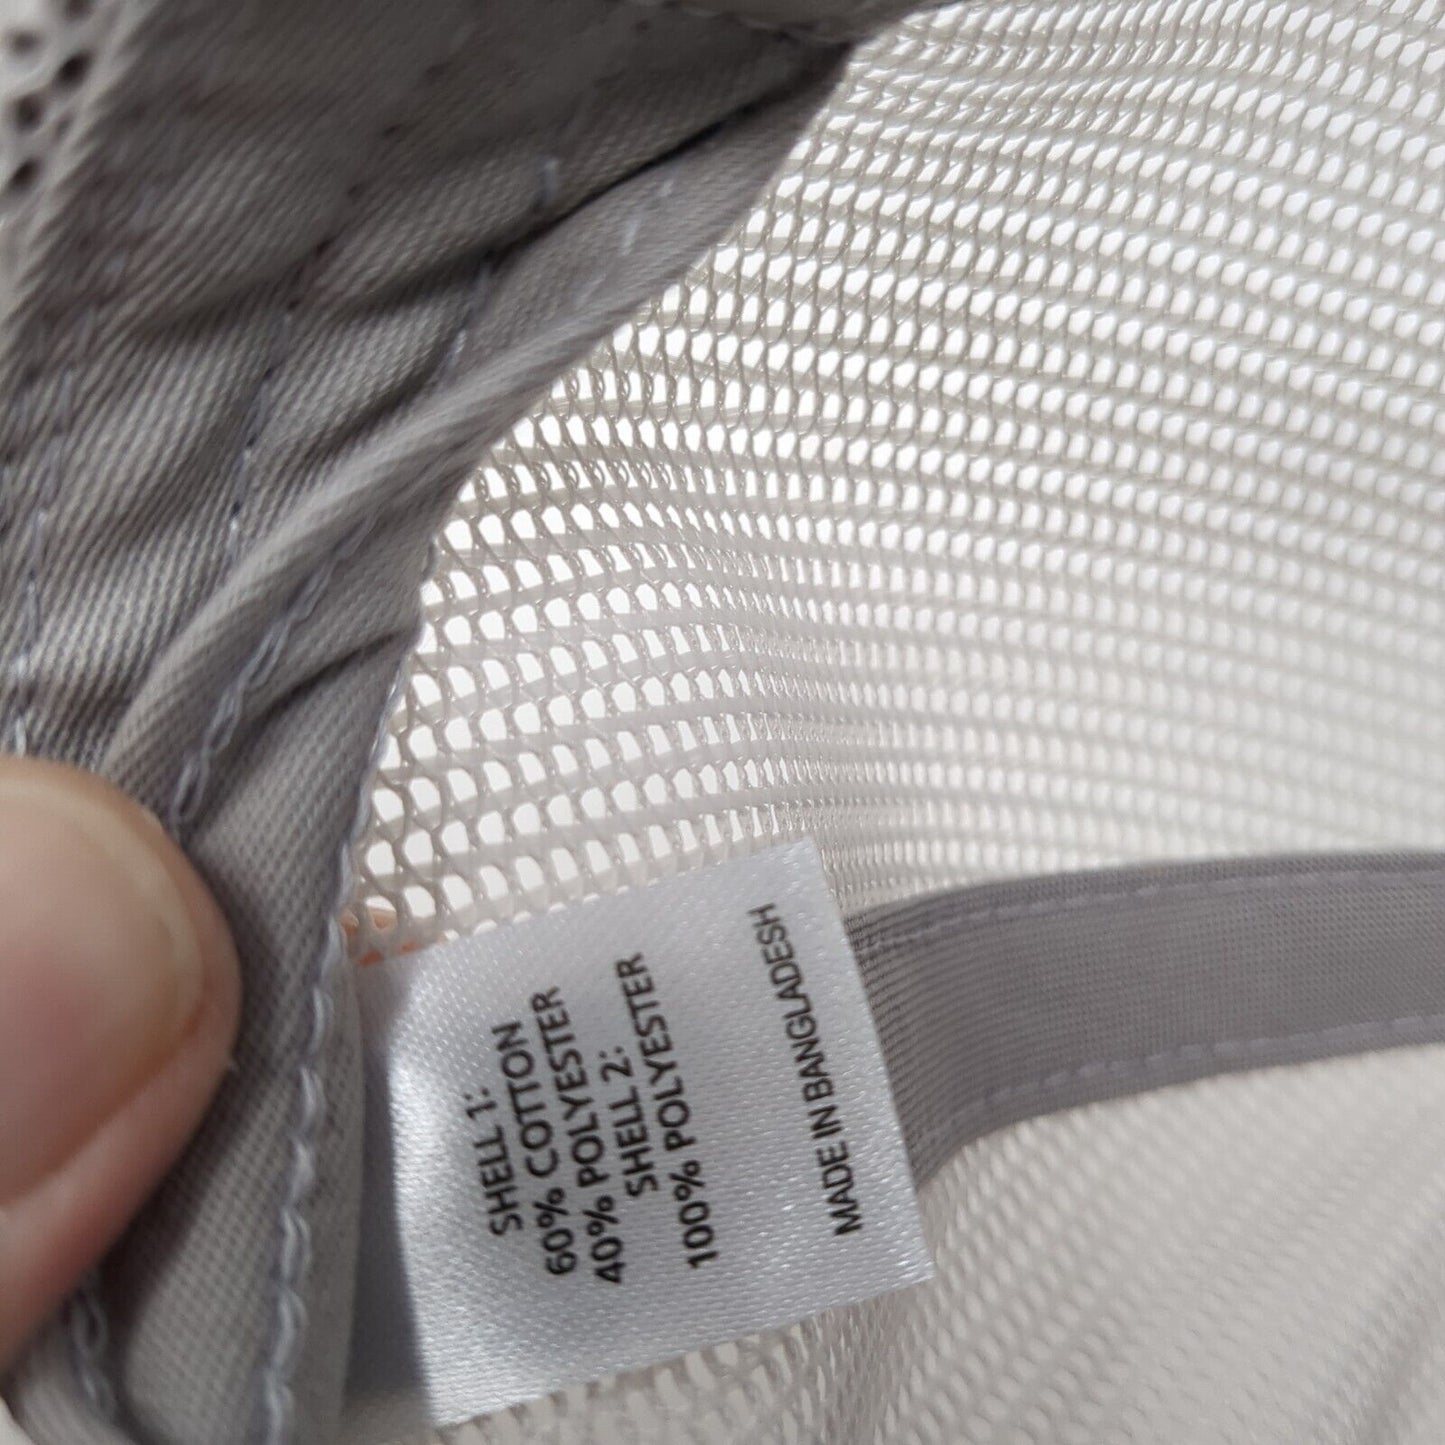 SHELL 1:
60% COTTON
40% POLYESTER
SHELL 2:
100% POLYESTER
MADE IN BANGLADESH